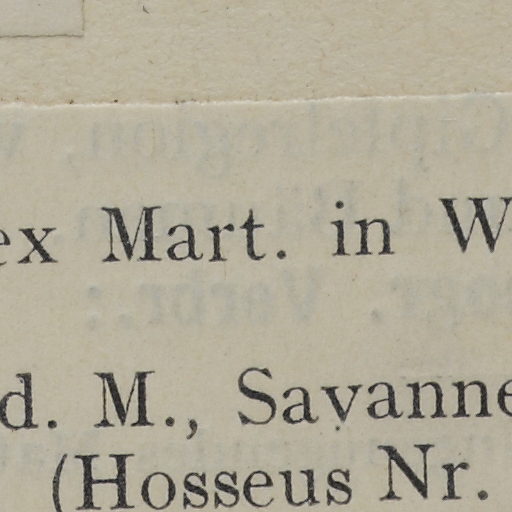 ex Mart. in W
d. M., Savanne
(Hosseus Nr.